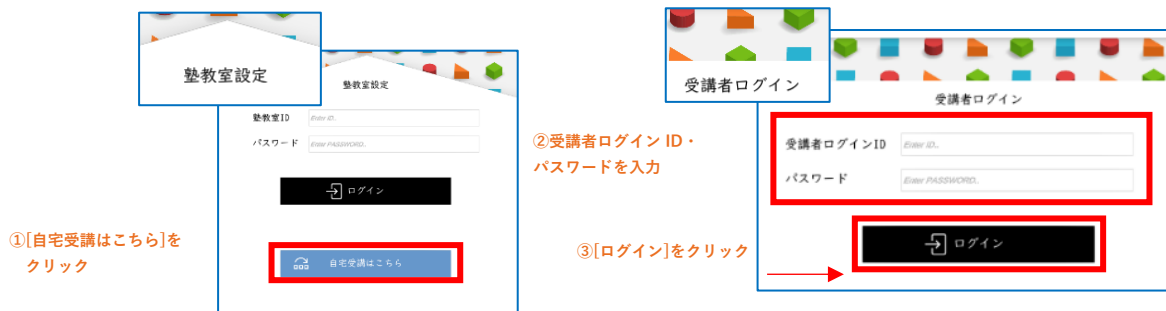 塾教室設定
塾教室設定
塾教室ID
Enter ID..
パスワード
Enter PASSWORD..
ログイン
①[自宅受講はこちら]を
クリック
自宅受講はこちら
受講者ログイン
受講者ログイン
②受講者ログイン ID・
パスワードを入力
受講者ログインID
Enter ID..
パスワード
Enter PASSWORD..
③[ログイン]をクリック
ログイン